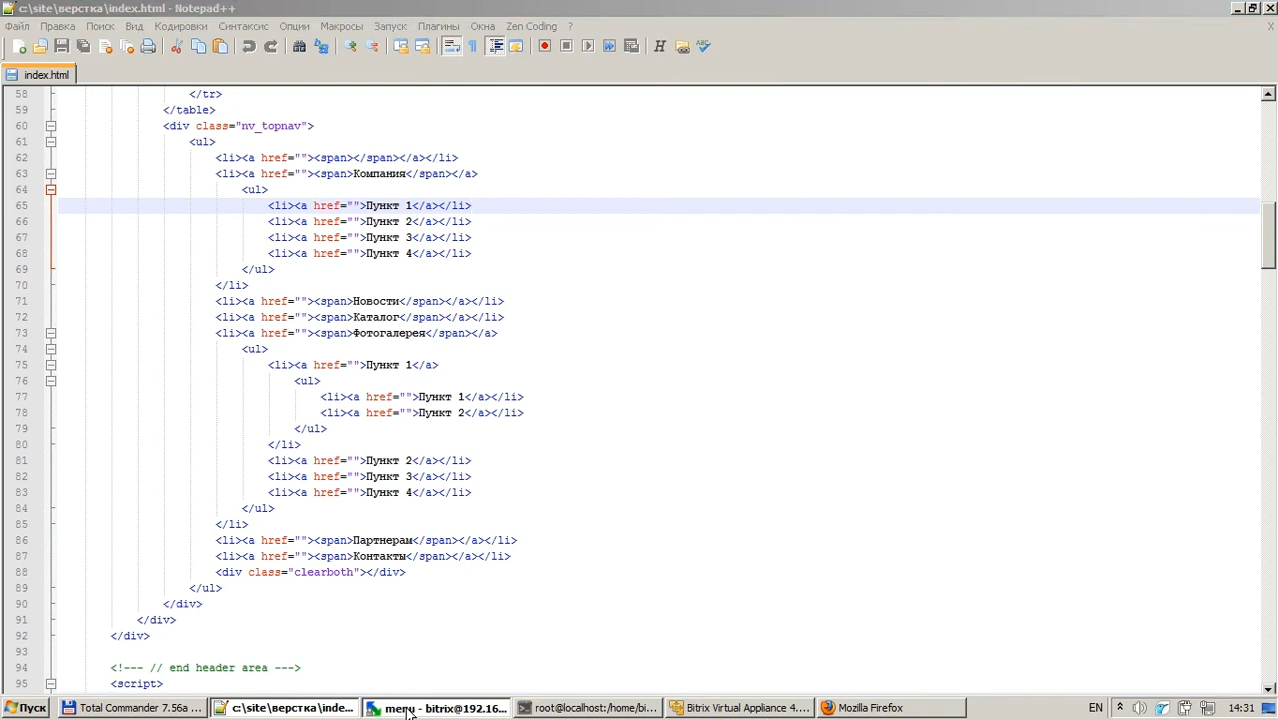 c:\site\верстка\index.html - Notepad++
Файл Правка Поиск Вид Кодировки Синтаксис Опции Макросы Запуск Плагины Окна Zen Coding ? X
index.html
58 </tr>
59 </table>
60 <div class="nv_topnav">
61 <ul>
62 <li><a href=""><span></span></a></li>
63 <li><a href=""><span>Компания</span></a>
64 <ul>
65 <li><a href="">Пункт 1</a></li>
66 <li><a href="">Пункт 2</a></li>
67 <li><a href="">Пункт 3</a></li>
68 <li><a href="">Пункт 4</a></li>
69 </ul>
70 </li>
71 <li><a href=""><span>Новости</span></a></li>
72 <li><a href=""><span>Каталог</span></a></li>
73 <li><a href=""><span>Фотогалерея</span></a>
74 <ul>
75 <li><a href="">Пункт 1</a>
76 <ul>
77 <li><a href="">Пункт 1</a></li>
78 <li><a href="">Пункт 2</a></li>
79 </ul>
80 </li>
81 <li><a href="">Пункт 2</a></li>
82 <li><a href="">Пункт 3</a></li>
83 <li><a href="">Пункт 4</a></li>
84 </ul>
85 </li>
86 <li><a href=""><span>Партнерам</span></a></li>
87 <li><a href=""><span>Контакты</span></a></li>
88 <div class="clearboth"></div>
89 </ul>
90 </div>
91 </div>
92 </div>
93
94 <!--- // end header area --->
95 <script>
Пуск Total Commander 7.56a ... c:\site\верстка\inde... menu - bitrix@192.16... root@localhost:/home/bi... Bitrix Virtual Appliance 4.... Mozilla Firefox EN 14:31